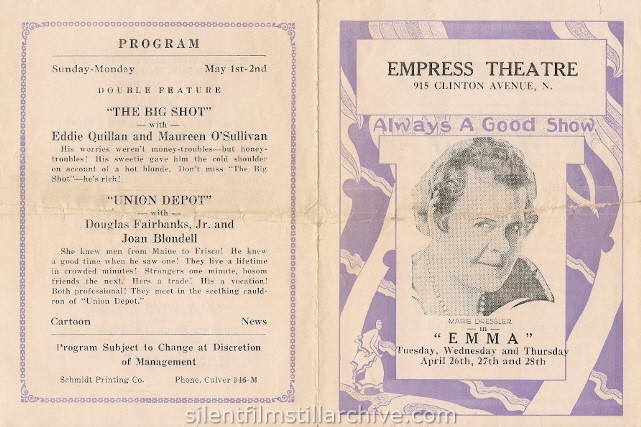 PROGRAM
Sunday-Monday May 1st-2nd
DOUBLE FEATURE
"THE BIG SHOT"
— with —
Eddie Quillan and Maureen O'Sullivan
His worries weren't money-troubles—but honey-
troubles! His sweetie gave him the cold shoulder
on account of a hot blonde. Don't miss "The Big
Shot"—he's rich!
"UNION DEPOT"
— with —
Douglas Fairbanks, Jr. and
Joan Blondell
She knew men from Maine to Frisco! He knew
a good time when he saw one! They live a lifetime
in crowded minutes! Strangers one minute, bosom
friends the next. Hers a trade! His a vocation!
Both professional! They meet in the seething cauld-
ron of "Union Depot."
Cartoon News
Program Subject to Change at Discretion
of Management
Schmidt Printing Co. Phone, Culver 946-M
EMPRESS THEATRE
915 CLINTON AVENUE, N.
Always A Good Show
MARIE DRESSLER
— in —
"EMMA"
Tuesday, Wednesday and Thursday
April 26th, 27th and 28th
silentfilmstillarchive.com